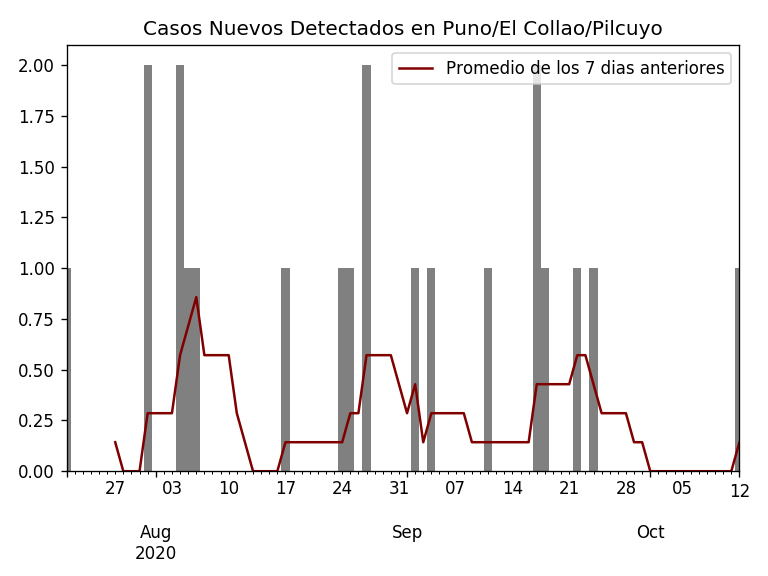 Casos Nuevos Detectados en Puno/El Collao/Pilcuyo
Promedio de los 7 dias anteriores
2.00
1.75
1.50
1.25
1.00
0.75
0.50
0.25
0.00
27 03 10 17 24 31 07 14 21 28 05 12
Aug Sep Oct
2020